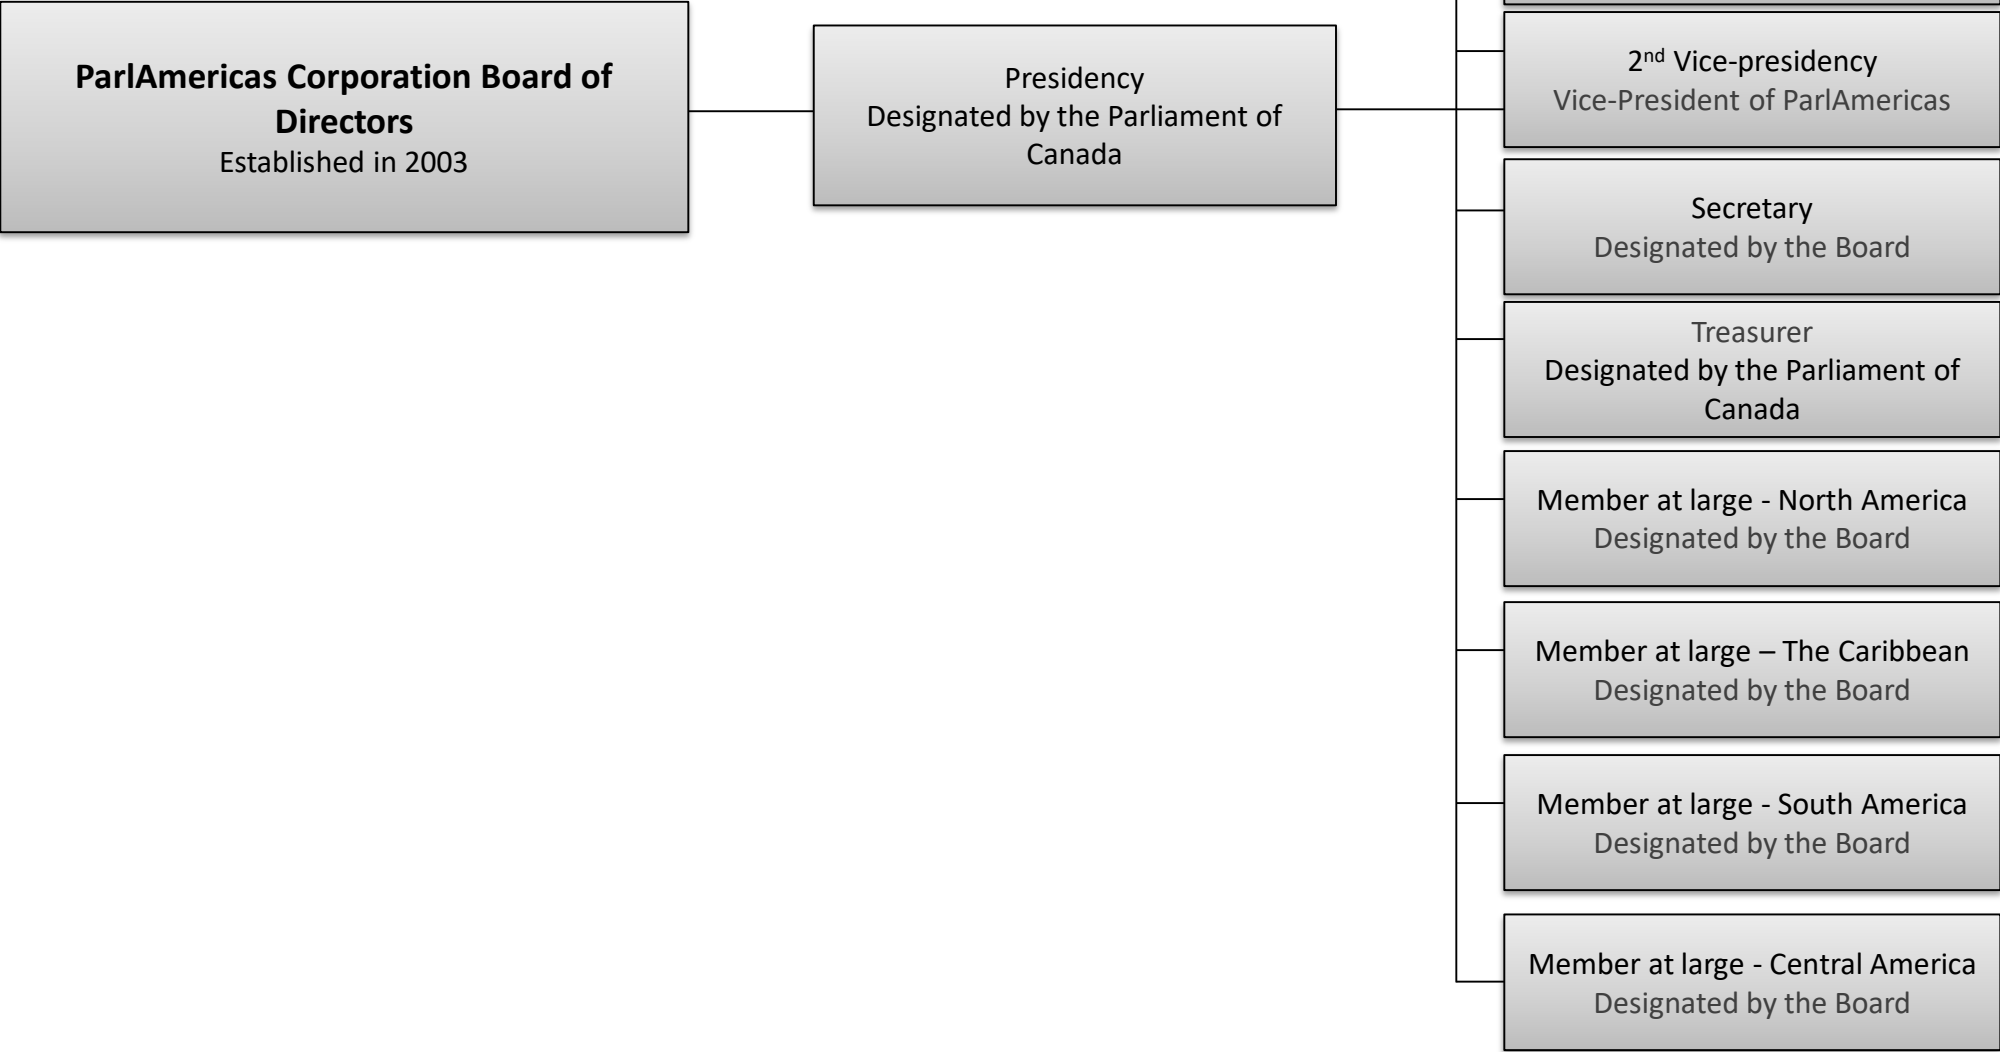 ParlAmericas Corporation Board of
Directors
Established in 2003
Presidency
Designated by the Parliament of
Canada
2nd Vice-presidency
Vice-President of ParlAmericas
Secretary
Designated by the Board
Treasurer
Designated by the Parliament of
Canada
Member at large - North America
Designated by the Board
Member at large – The Caribbean
Designated by the Board
Member at large - South America
Designated by the Board
Member at large - Central America
Designated by the Board